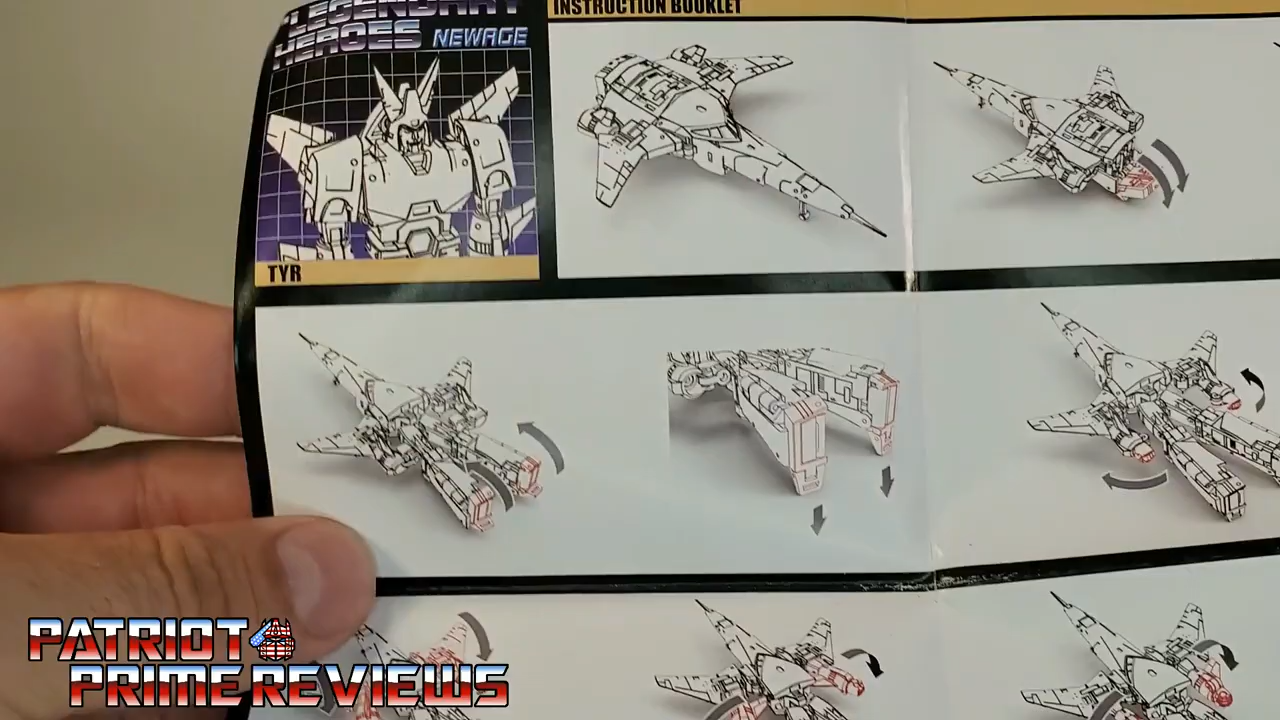 LEGENDARY
HEROES NEWAGE
INSTRUCTION BOOKLET
TYR
PATRIOT
PRIME REVIEWS